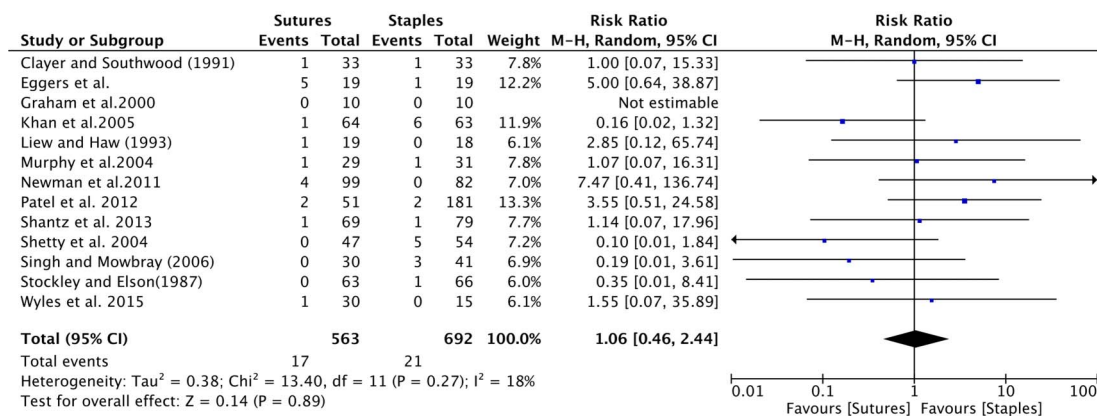 Sutures Staples Risk Ratio Risk Ratio
Study or Subgroup Events Total Events Total Weight M-H, Random, 95% CI M-H, Random, 95% CI
Clayer and Southwood (1991) 1 33 1 33 7.8% 1.00 [0.07, 15.33]
Eggers et al. 5 19 1 19 12.2% 5.00 [0.64, 38.87]
Graham et al.2000 0 10 0 10 Not estimable
Khan et al.2005 1 64 6 63 11.9% 0.16 [0.02, 1.32]
Liew and Haw (1993) 1 19 0 18 6.1% 2.85 [0.12, 65.74]
Murphy et al.2004 1 29 1 31 7.8% 1.07 [0.07, 16.31]
Newman et al.2011 4 99 0 82 7.0% 7.47 [0.41, 136.74]
Patel et al. 2012 2 51 2 181 13.3% 3.55 [0.51, 24.58]
Shantz et al. 2013 1 69 1 79 7.7% 1.14 [0.07, 17.96]
Shetty et al. 2004 0 47 5 54 7.2% 0.10 [0.01, 1.84]
Singh and Mowbray (2006) 0 30 3 41 6.9% 0.19 [0.01, 3.61]
Stockley and Elson(1987) 0 63 1 66 6.0% 0.35 [0.01, 8.41]
Wyles et al. 2015 1 30 0 15 6.1% 1.55 [0.07, 35.89]
Total (95% CI) 563 692 100.0% 1.06 [0.46, 2.44]
Total events 17 21
Heterogeneity: Tau² = 0.38; Chi² = 13.40, df = 11 (P = 0.27); I² = 18%
Test for overall effect: Z = 0.14 (P = 0.89)
0.01 0.1 1 10 100
Favours [Sutures] Favours [Staples]